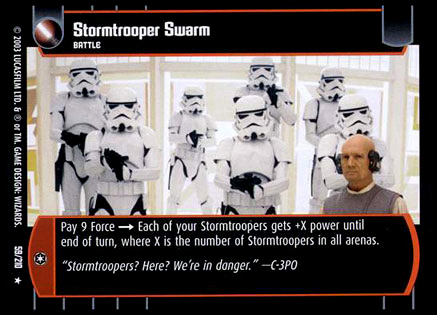 Stormtrooper Swarm
BATTLE
© 2003 LUCASFILM LTD. & ® or TM. GAME DESIGN: WIZARDS.
Pay 9 Force → Each of your Stormtroopers gets +X power until
end of turn, where X is the number of Stormtroopers in all arenas.
"Stormtroopers? Here? We're in danger." —C-3PO
59/210 ★